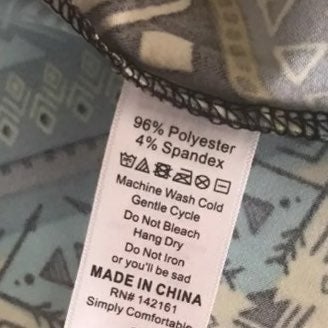 96% Polyester
4% Spandex
Machine Wash Cold
Gentle Cycle
Do Not Bleach
Hang Dry
Do Not Iron
or you'll be sad
MADE IN CHINA
RN# 142161
Simply Comfortable